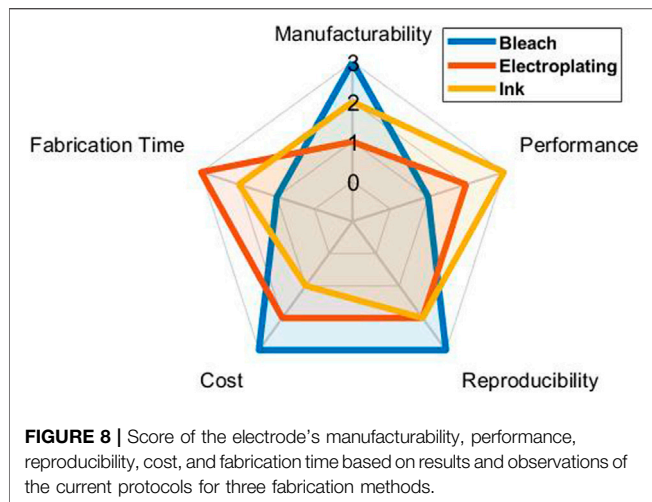 Manufacturability
Bleach
Electroplating
Ink
3
2
1
0
Fabrication Time
Performance
Cost
Reproducibility
FIGURE 8 | Score of the electrode's manufacturability, performance,
reproducibility, cost, and fabrication time based on results and observations of
the current protocols for three fabrication methods.